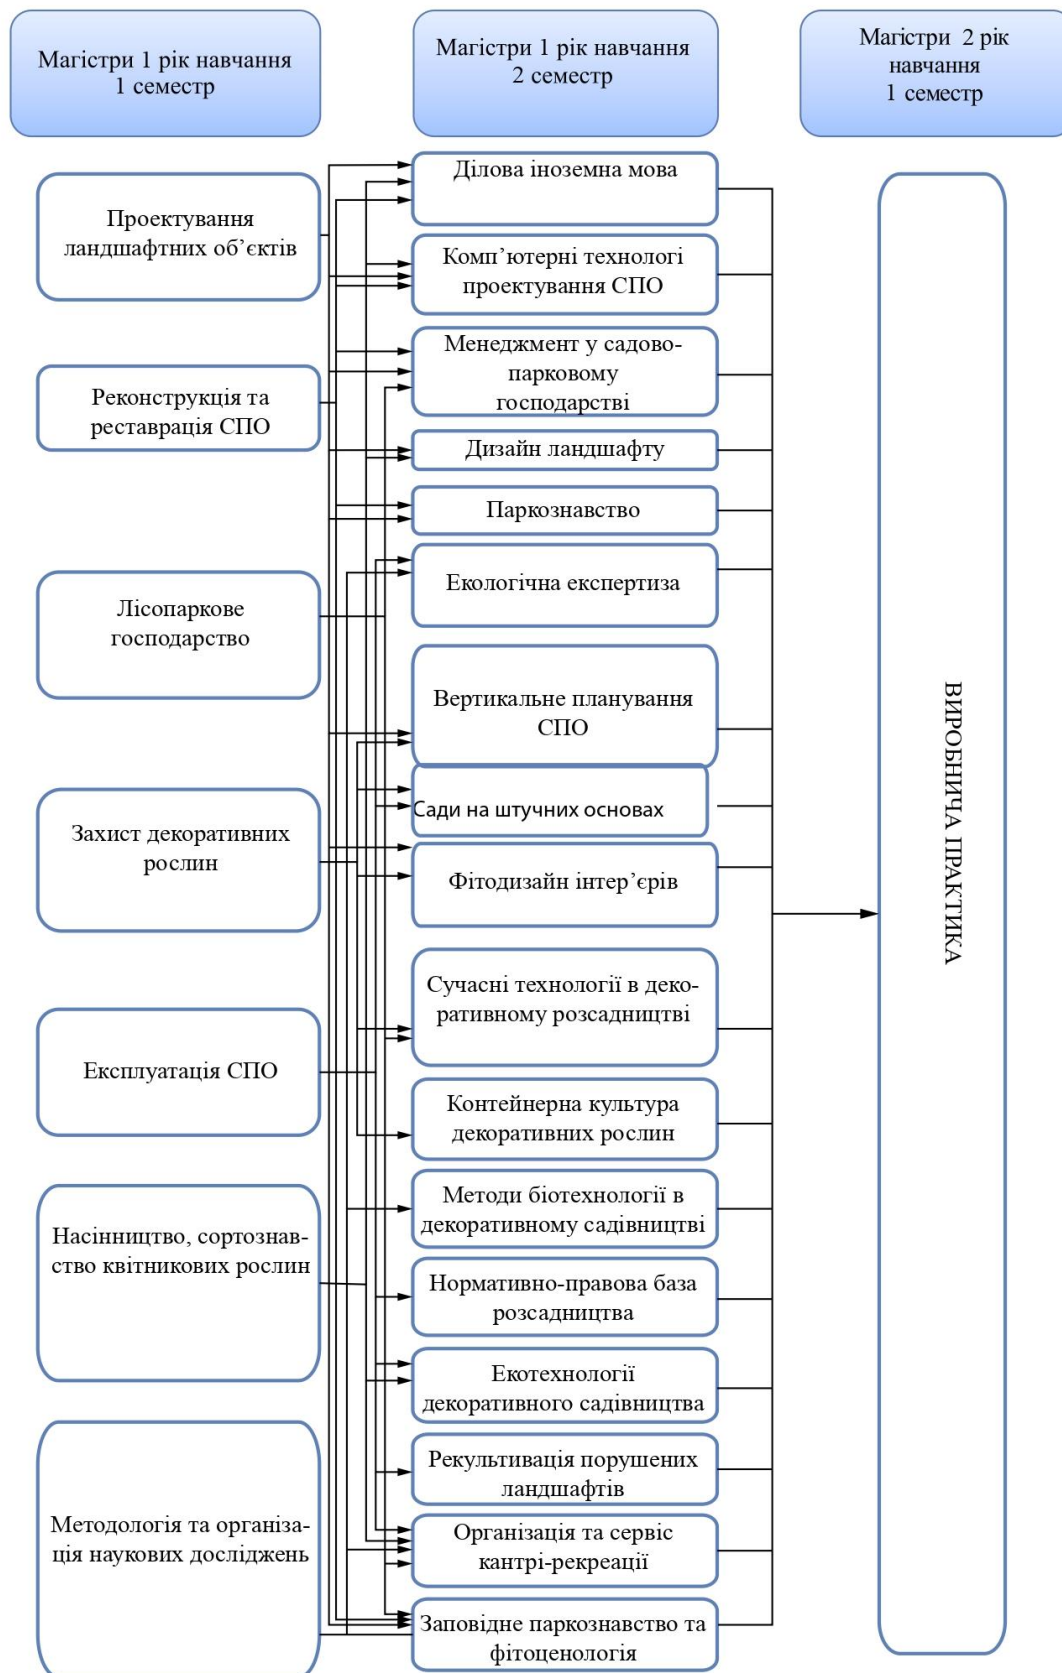 Магістри 1 рік навчання
1 семестр
Магістри 1 рік навчання
2 семестр
Магістри 2 рік
навчання
1 семестр
Проектування
ландшафтних об’єктів
Реконструкція та
реставрація СПО
Лісопаркове
господарство
Захист декоративних
рослин
Експлуатація СПО
Насінництво, сортознав-
ство квітникових рослин
Методологія та організа-
ція наукових досліджень
Ділова іноземна мова
Комп’ютерні технологі
проектування СПО
Менеджмент у садово-
парковому
господарстві
Дизайн ландшафту
Паркознавство
Екологічна експертиза
Вертикальне планування
СПО
Сади на штучних основах
Фітодизайн інтер’єрів
Сучасні технології в деко-
ративному розсадництві
Контейнерна культура
декоративних рослин
Методи біотехнології в
декоративному садівництві
Нормативно-правова база
розсадництва
Екотехнології
декоративного садівництва
Рекультивація порушених
ландшафтів
Організація та сервіс
кантрі-рекреації
Заповідне паркознавство та
фітоценологія
ВИРОБНИЧА ПРАКТИКА